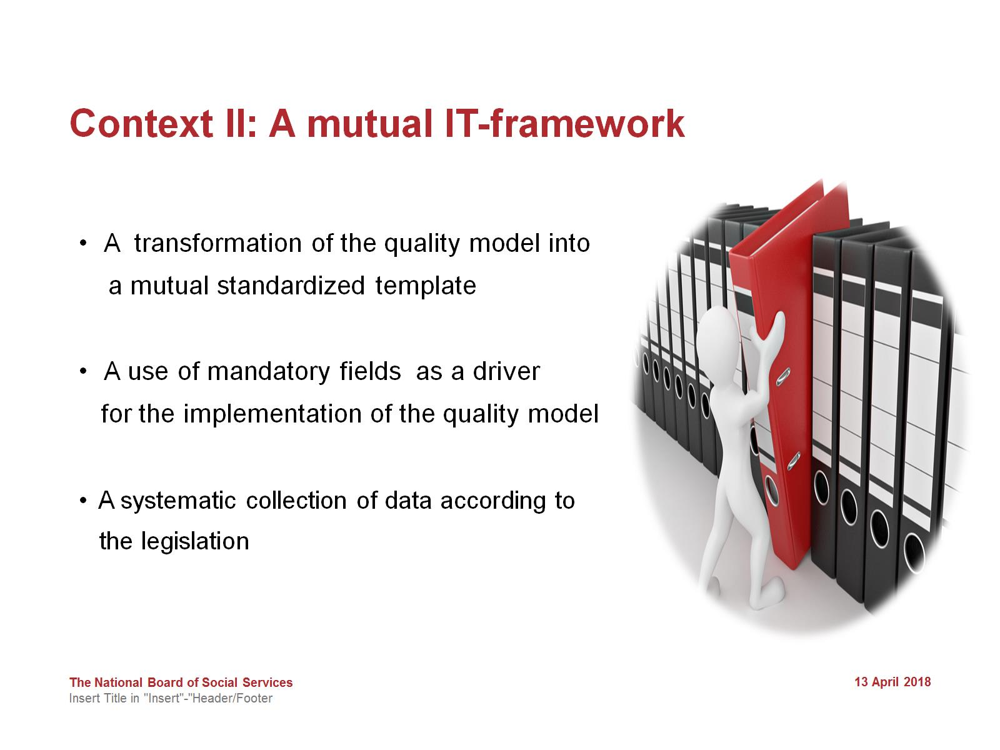 Context II: A mutual IT-framework
• A transformation of the quality model into
a mutual standardized template
• A use of mandatory fields as a driver
for the implementation of the quality model
• A systematic collection of data according to
the legislation
The National Board of Social Services
Insert Title in "Insert"-"Header/Footer
13 April 2018